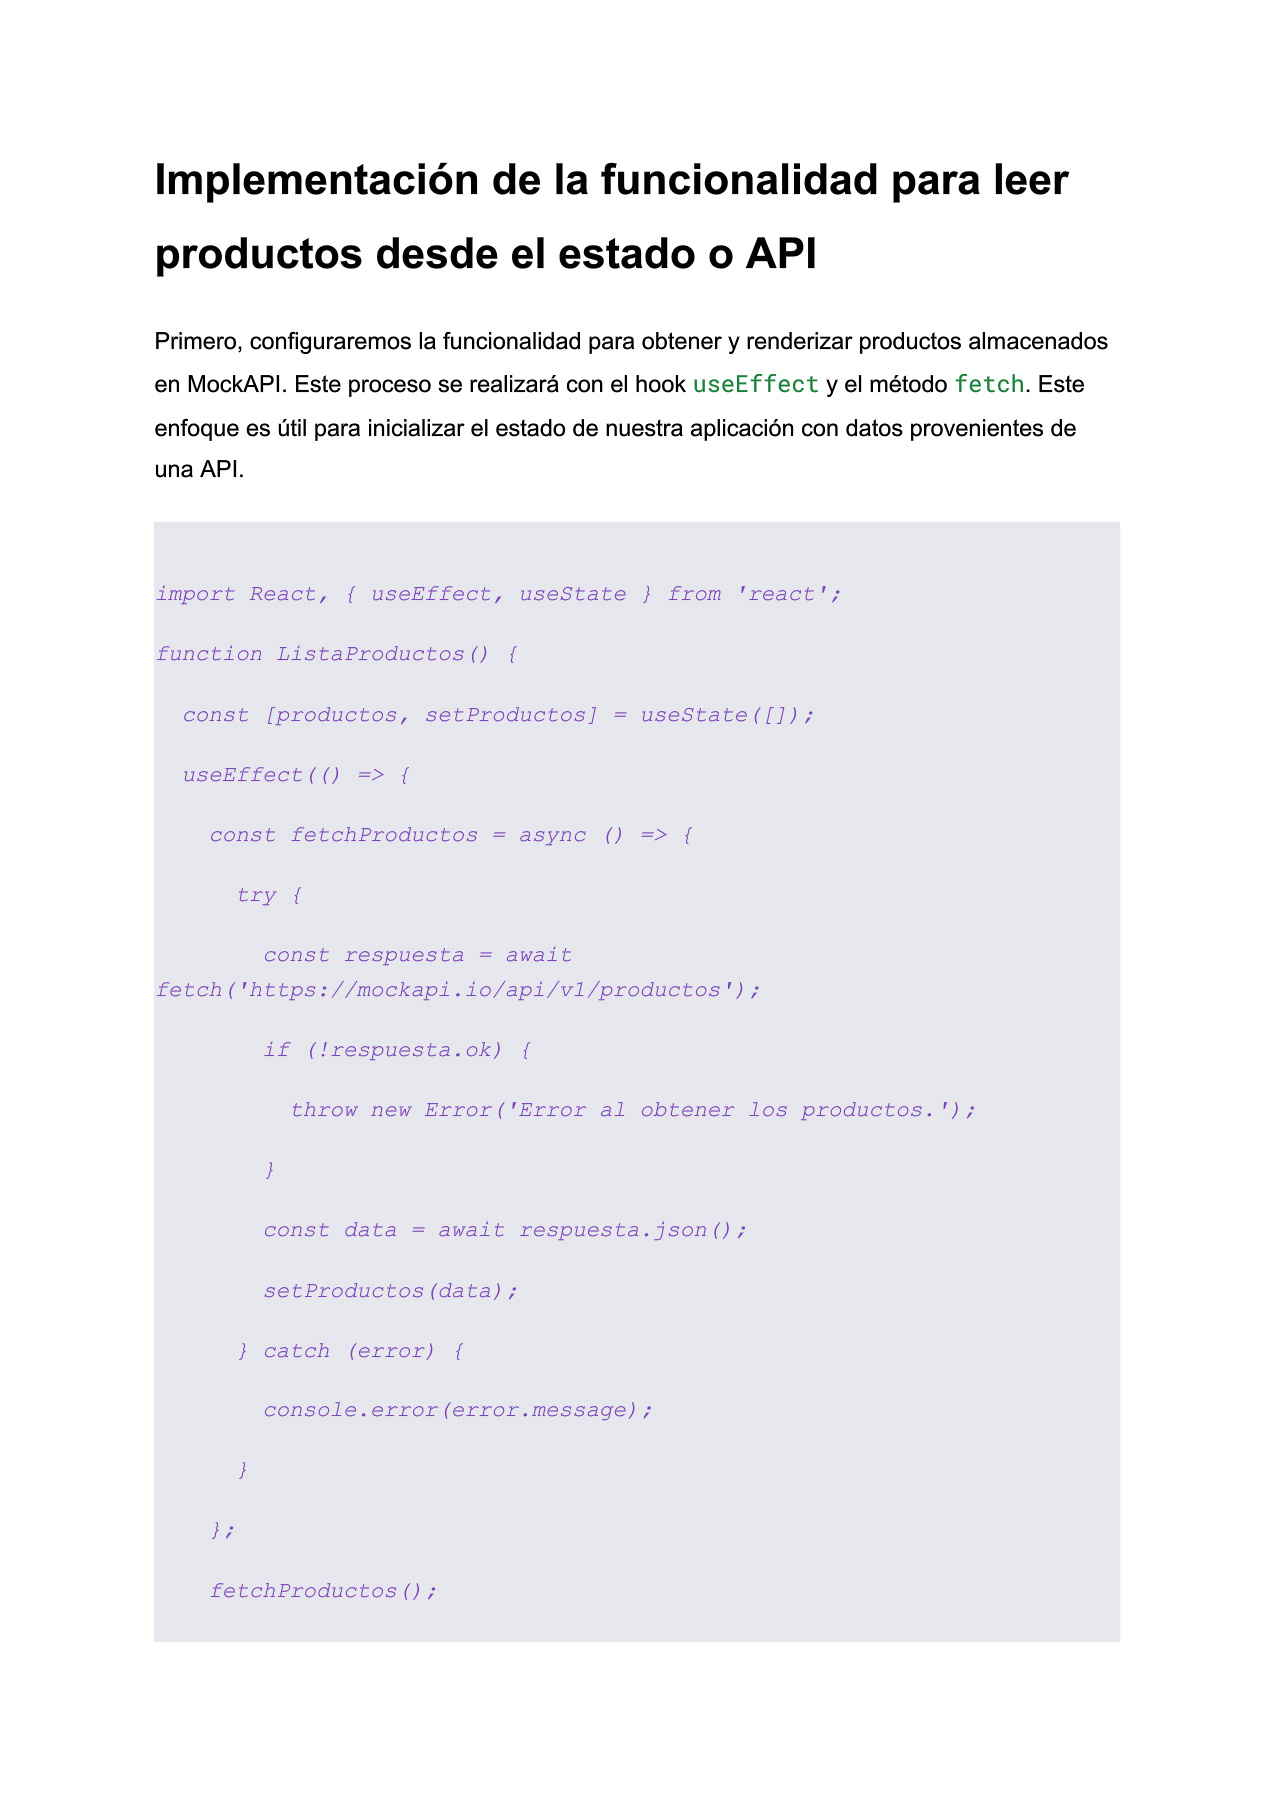 Implementación de la funcionalidad para leer
productos desde el estado o API
Primero, configuraremos la funcionalidad para obtener y renderizar productos almacenados
en MockAPI. Este proceso se realizará con el hook useEffect y el método fetch. Este
enfoque es útil para inicializar el estado de nuestra aplicación con datos provenientes de
una API.
import React, { useEffect, useState } from 'react';
function ListaProductos() {
  const [productos, setProductos] = useState([]);
  useEffect(() => {
    const fetchProductos = async () => {
      try {
        const respuesta = await
fetch('https://mockapi.io/api/v1/productos');
        if (!respuesta.ok) {
          throw new Error('Error al obtener los productos.');
        }
        const data = await respuesta.json();
        setProductos(data);
      } catch (error) {
        console.error(error.message);
      }
    };
    fetchProductos();